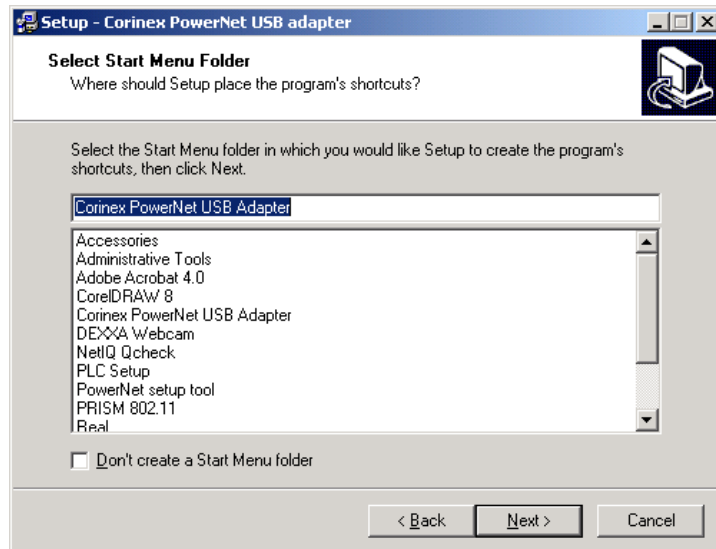 Setup - Corinex PowerNet USB adapter
Select Start Menu Folder
Where should Setup place the program's shortcuts?
Select the Start Menu folder in which you would like Setup to create the program's
shortcuts, then click Next.
Corinex PowerNet USB Adapter
Accessories
Administrative Tools
Adobe Acrobat 4.0
CorelDRAW 8
Corinex PowerNet USB Adapter
DEXXA Webcam
NetIQ Qcheck
PLC Setup
PowerNet setup tool
PRISM 802.11
Real
Don't create a Start Menu folder
< Back
Next >
Cancel